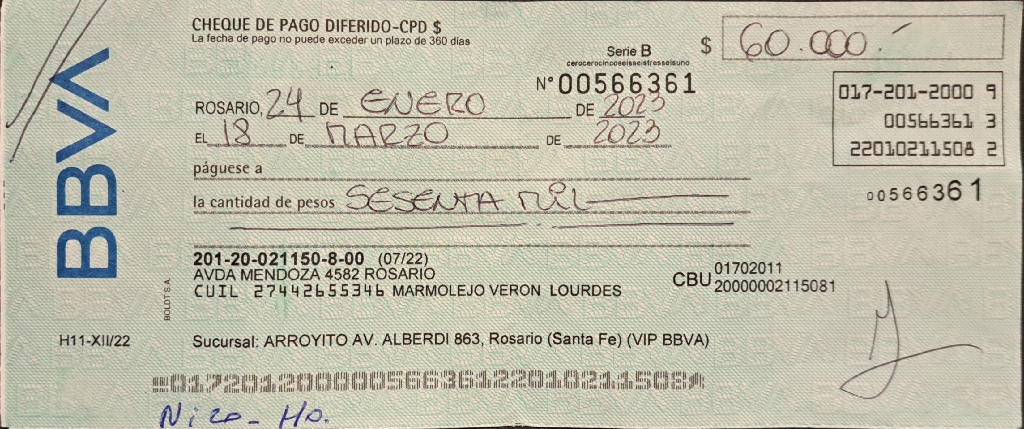 BBVA
CHEQUE DE PAGO DIFERIDO-CPD $
La fecha de pago no puede exceder un plazo de 360 días
Serie B
cerocerocincoseisseistresseisuno
Nº 00566361
$ 60.000.-
ROSARIO, 24 DE ENERO DE 2023
EL 18 DE MARZO DE 2023
017-201-2000 9
00566361 3
22010211508 2
páguese a
la cantidad de pesos SESENTA MIL
00566361
201-20-021150-8-00 (07/22)
AVDA MENDOZA 4582 ROSARIO
CUIL 27442655346 MARMOLEJO VERON LOURDES
CBU 01702011
20000002115081
BOLDT S.A.
H11-XII/22
Sucursal: ARROYITO AV. ALBERDI 863, Rosario (Santa Fe) (VIP BBVA)
01720120000056636122010211508